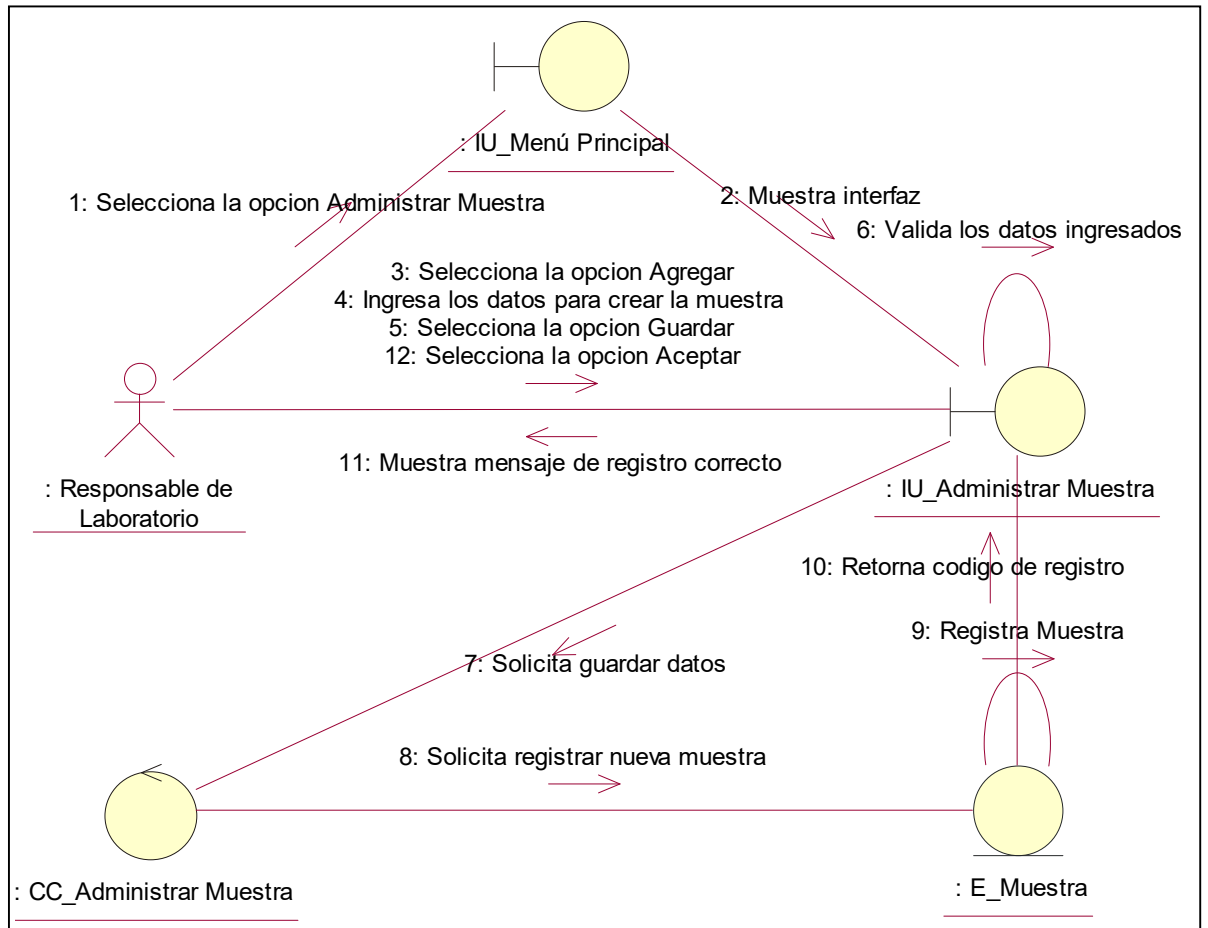 : IU_Menú Principal
1: Selecciona la opcion Administrar Muestra
2: Muestra interfaz
6: Valida los datos ingresados
3: Selecciona la opcion Agregar
4: Ingresa los datos para crear la muestra
5: Selecciona la opcion Guardar
12: Selecciona la opcion Aceptar
11: Muestra mensaje de registro correcto
: Responsable de
Laboratorio
: IU_Administrar Muestra
10: Retorna codigo de registro
9: Registra Muestra
7: Solicita guardar datos
8: Solicita registrar nueva muestra
: CC_Administrar Muestra
: E_Muestra